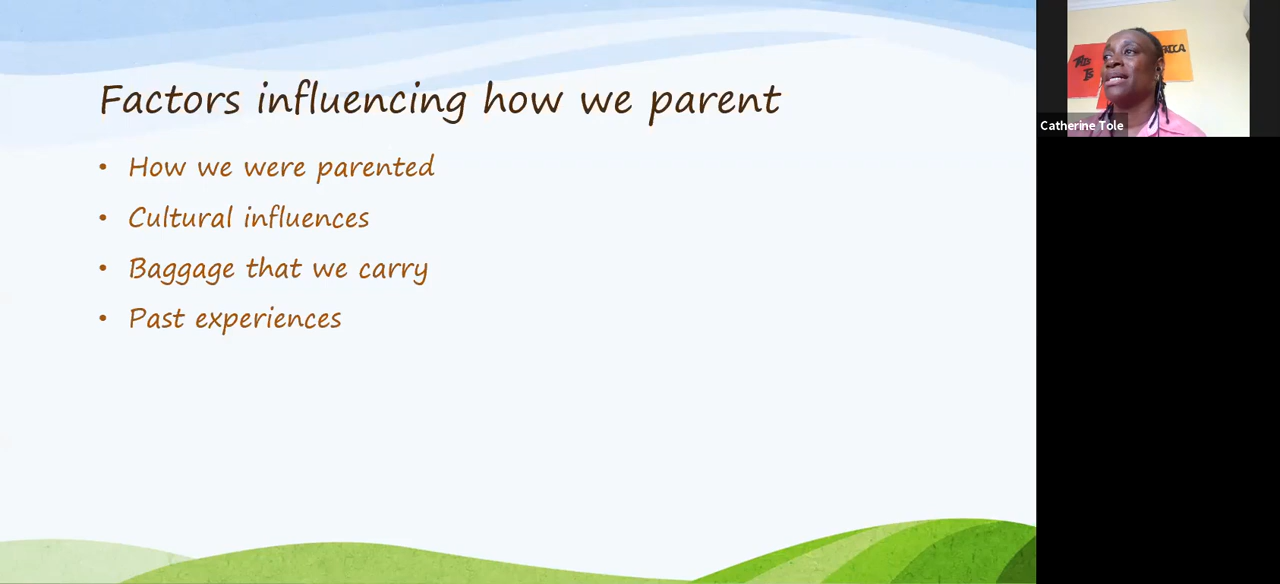 Factors influencing how we parent
• How we were parented
• Cultural influences
• Baggage that we carry
• Past experiences
Catherine Tole